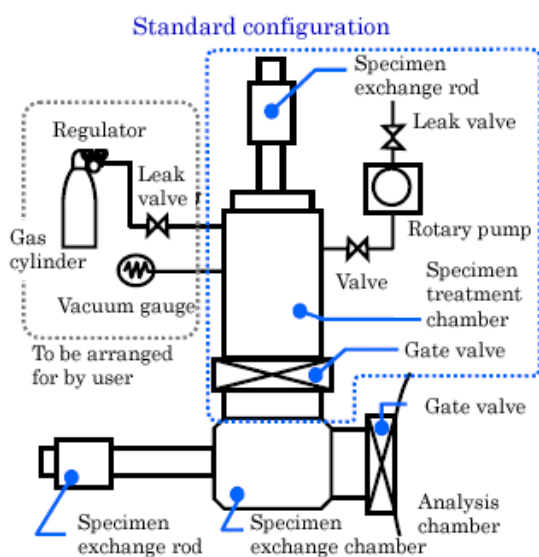 Standard configuration
Specimen
exchange rod
Regulator
Leak
valve
Leak valve
Gas
cylinder
Rotary pump
Valve
Vacuum gauge
Specimen
treatment
chamber
To be arranged
for by user
Gate valve
Gate valve
Analysis
chamber
Specimen
exchange rod
Specimen
exchange chamber